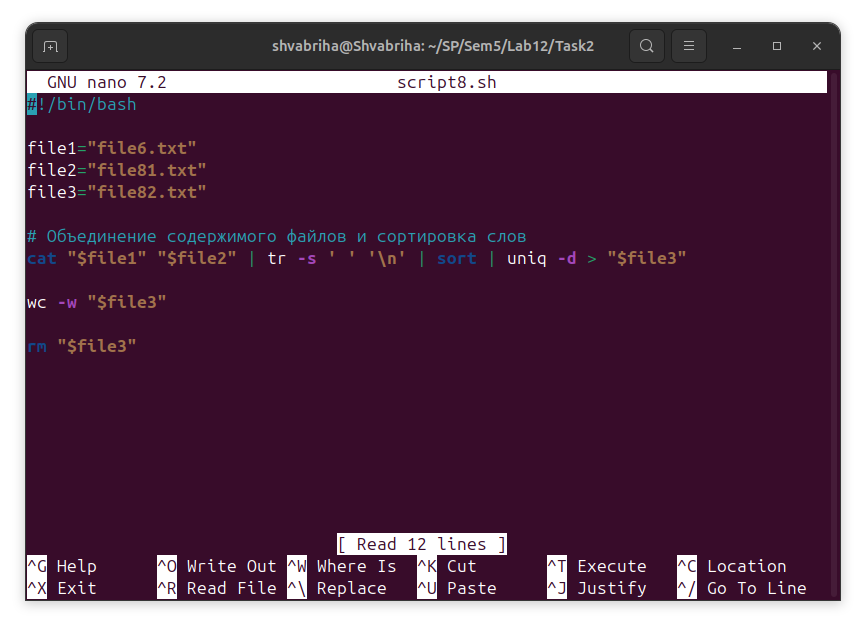 shvabriha@Shvabriha: ~/SP/Sem5/Lab12/Task2
GNU nano 7.2 script8.sh
#!/bin/bash
file1="file6.txt"
file2="file81.txt"
file3="file82.txt"
# Объединение содержимого файлов и сортировка слов
cat "$file1" "$file2" | tr -s ' ' '\n' | sort | uniq -d > "$file3"
wc -w "$file3"
rm "$file3"
[ Read 12 lines ]
^G Help ^O Write Out ^W Where Is ^K Cut ^T Execute ^C Location
^X Exit ^R Read File ^\ Replace ^U Paste ^J Justify ^/ Go To Line